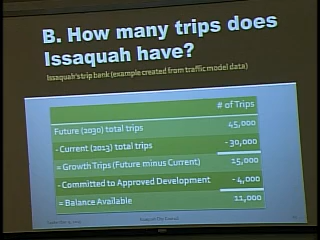 B. How many trips does
Issaquah have?
Issaquah's trip bank (example created from traffic model data)
# of Trips
Future (2030) total trips 45,000
- Current (2013) total trips - 30,000
= Growth Trips (Future minus Current) 15,000
- Committed to Approved Development - 4,000
= Balance Available 11,000